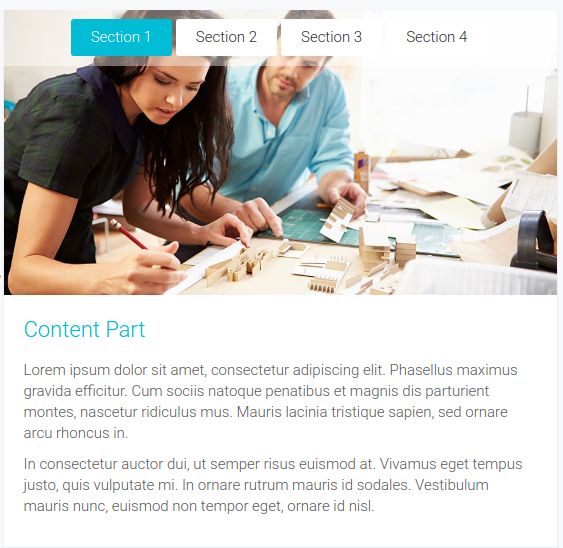 Section 1 Section 2 Section 3 Section 4
Content Part
Lorem ipsum dolor sit amet, consectetur adipiscing elit. Phasellus maximus
gravida efficitur. Cum sociis natoque penatibus et magnis dis parturient
montes, nascetur ridiculus mus. Mauris lacinia tristique sapien, sed ornare
arcu rhoncus in.
In consectetur auctor dui, ut semper risus euismod at. Vivamus eget tempus
justo, quis vulputate mi. In ornare rutrum mauris id sodales. Vestibulum
mauris nunc, euismod non tempor eget, ornare id nisl.